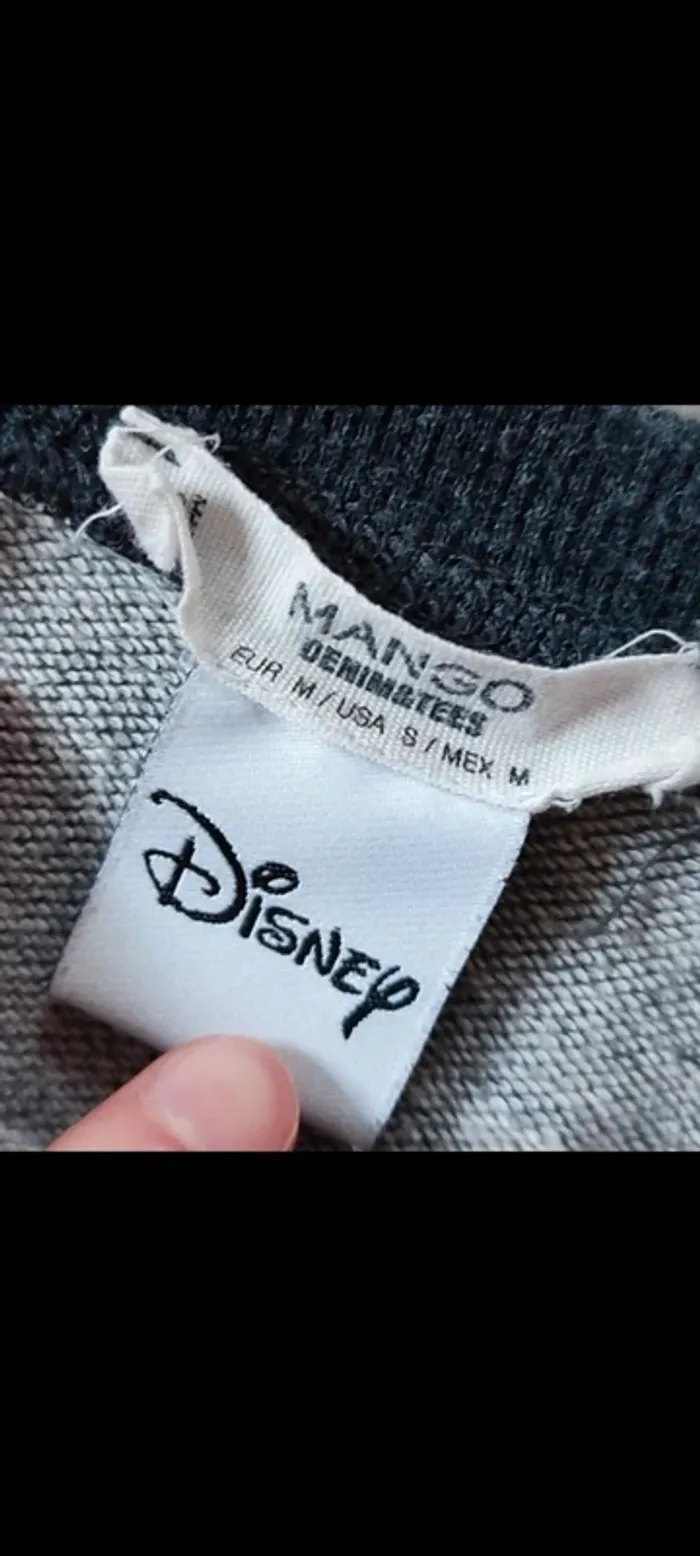 MANGO
DENIM&TEES
EUR M / USA S / MEX M
Disney